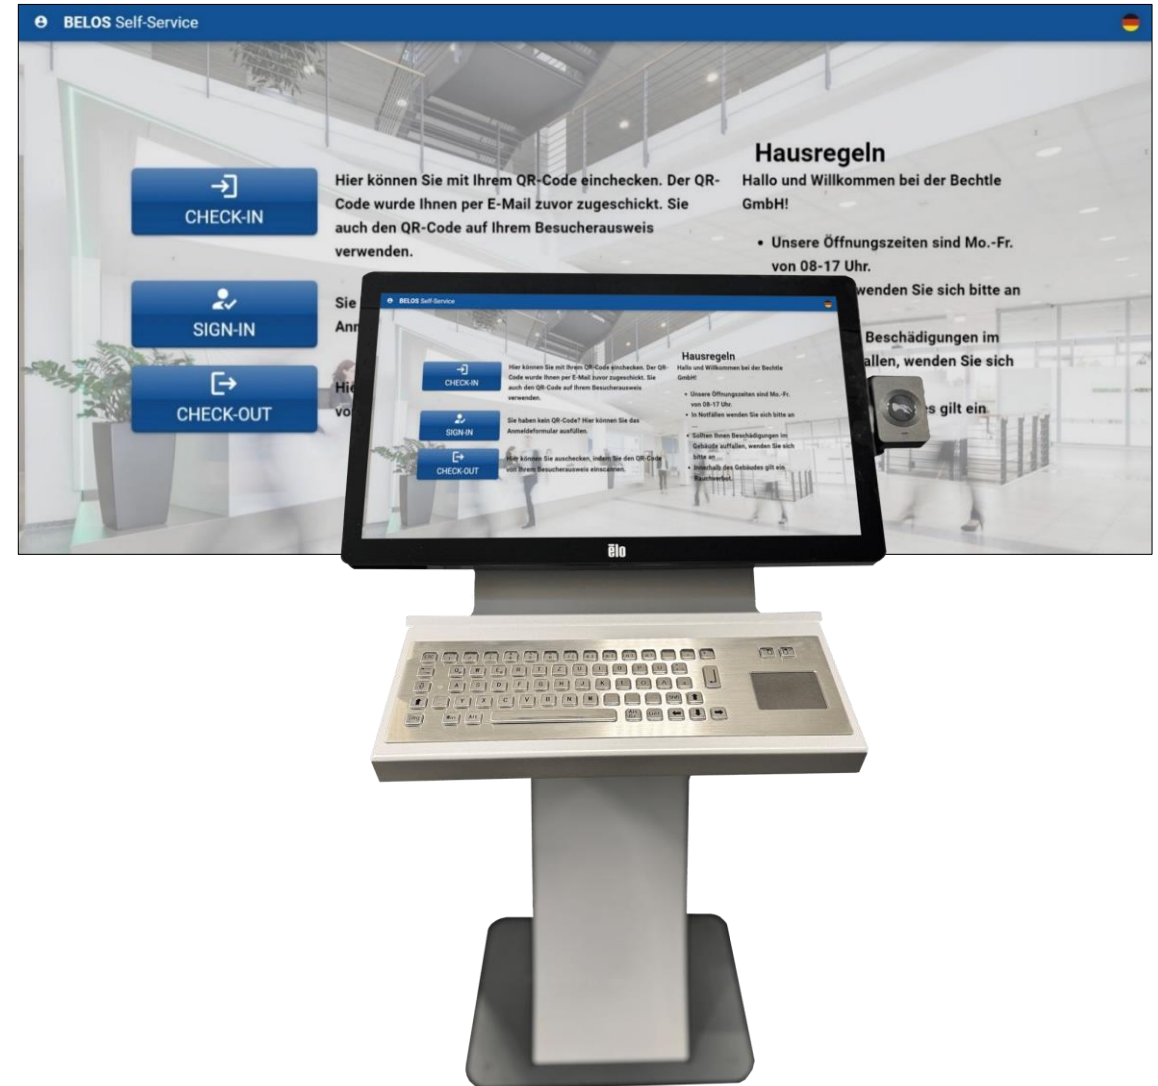 BELOS Self-Service
Hausregeln
Hallo und Willkommen bei der Bechtle
GmbH!
• Unsere Öffnungszeiten sind Mo.-Fr.
von 08-17 Uhr.
wenden Sie sich bitte an
Beschädigungen im
allen, wenden Sie sich
es gilt ein
CHECK-IN
Hier können Sie mit Ihrem QR-Code einchecken. Der QR-
Code wurde Ihnen per E-Mail zuvor zugeschickt. Sie
auch den QR-Code auf Ihrem Besucherausweis
verwenden.
SIGN-IN
Sie
CHECK-OUT
BELOS Self-Service
CHECK-IN
Hier können Sie mit Ihrem QR-Code einchecken. Der QR-
Code wurde Ihnen per E-Mail zuvor zugeschickt. Sie
auch den QR-Code auf Ihrem Besucherausweis
verwenden.
SIGN-IN
Sie haben kein QR-Code? Hier können Sie das
Anmeldeformular ausfüllen.
CHECK-OUT
Hier können Sie auschecken, indem Sie den QR-Code
von Ihrem Besucherausweis einscannen.
Hausregeln
Hallo und Willkommen bei der Bechtle
GmbH!
• Unsere Öffnungszeiten sind Mo.-Fr.
von 08-17 Uhr.
• In Notfällen wenden Sie sich bitte an
....
• Sollten Ihnen Beschädigungen im
Gebäude auffallen, wenden Sie sich
bitte an
• Innerhalb des Gebäudes gilt ein
Rauchverbot.
ēlo